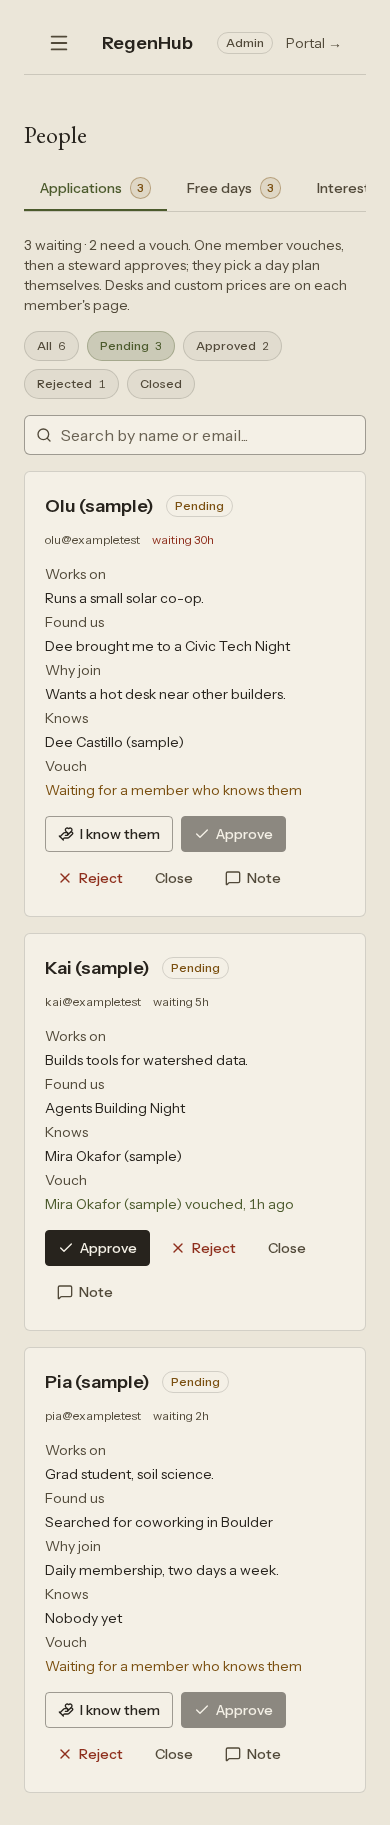 RegenHub Admin Portal →
People
Applications 3 Free days 3 Interest
3 waiting · 2 need a vouch. One member vouches,
then a steward approves; they pick a day plan
themselves. Desks and custom prices are on each
member's page.
All 6 Pending 3 Approved 2
Rejected 1 Closed
Search by name or email...
Olu (sample) Pending
olu@example.test waiting 30h
Works on
Runs a small solar co-op.
Found us
Dee brought me to a Civic Tech Night
Why join
Wants a hot desk near other builders.
Knows
Dee Castillo (sample)
Vouch
Waiting for a member who knows them
I know them Approve
Reject Close Note
Kai (sample) Pending
kai@example.test waiting 5h
Works on
Builds tools for watershed data.
Found us
Agents Building Night
Knows
Mira Okafor (sample)
Vouch
Mira Okafor (sample) vouched, 1h ago
Approve Reject Close
Note
Pia (sample) Pending
pia@example.test waiting 2h
Works on
Grad student, soil science.
Found us
Searched for coworking in Boulder
Why join
Daily membership, two days a week.
Knows
Nobody yet
Vouch
Waiting for a member who knows them
I know them Approve
Reject Close Note